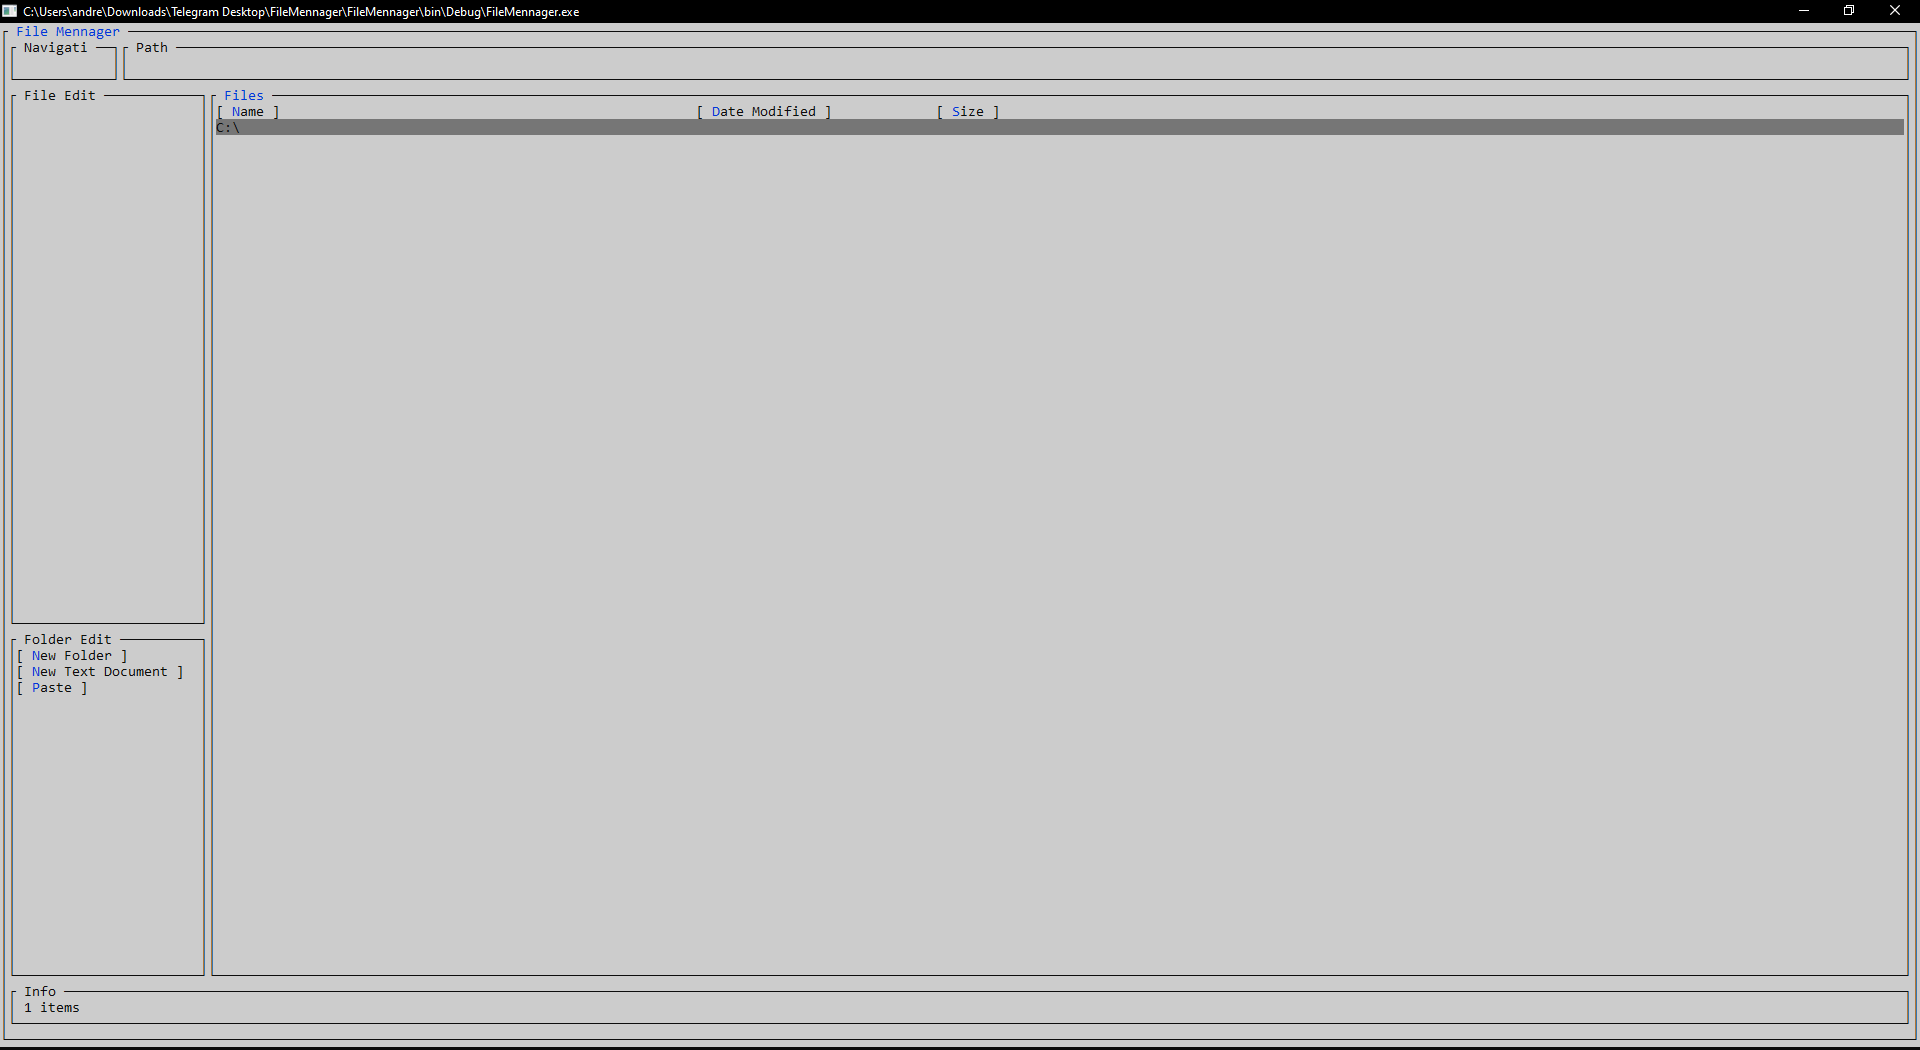 C:\Users\andre\Downloads\Telegram Desktop\FileMennager\FileMennager\bin\Debug\FileMennager.exe
File Mennager
Navigati
Path
File Edit
Files
[ Name ] [ Date Modified ] [ Size ]
C:\
Folder Edit
[ New Folder ]
[ New Text Document ]
[ Paste ]
Info
1 items